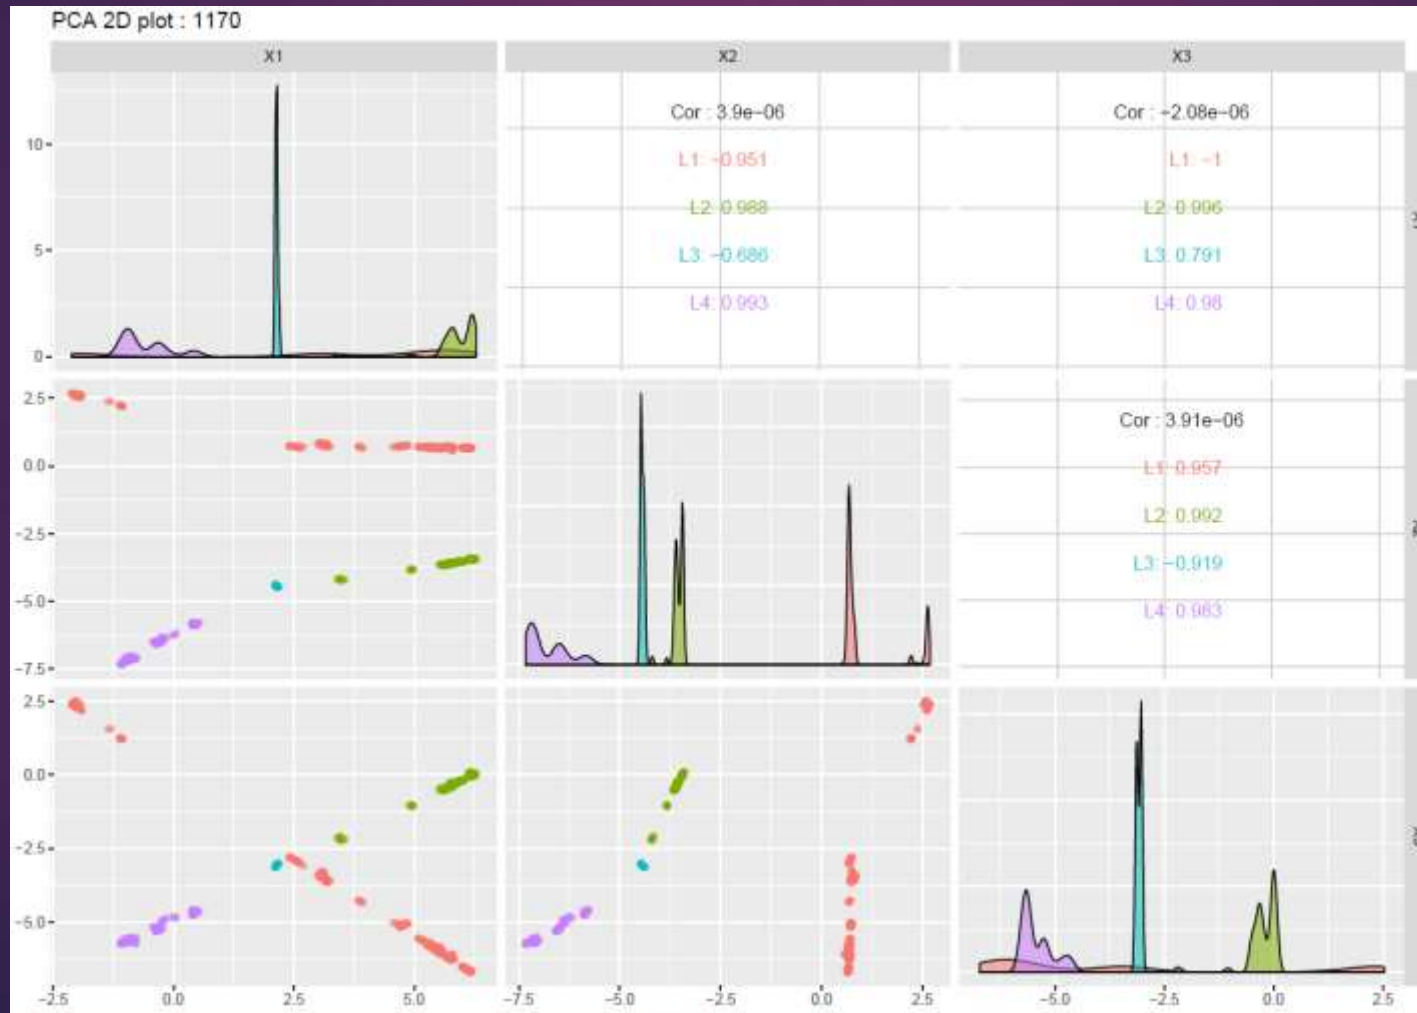 PCA 2D plot : 1170
X1
X2
X3
10
5
0
Cor : 3.9e−06
L1: −0.951
L2: 0.988
L3: −0.686
L4: 0.993
Cor : −2.08e−06
L1: −1
L2: 0.996
L3: 0.791
L4: 0.98
2.5
0.0
−2.5
−5.0
−7.5
Cor : 3.91e−06
L1: 0.957
L2: 0.992
L3: −0.919
L4: 0.983
2.5
0.0
−2.5
−5.0
−2.5 0.0 2.5 5.0
−7.5 −5.0 −2.5 0.0 2.5
−5.0 −2.5 0.0 2.5